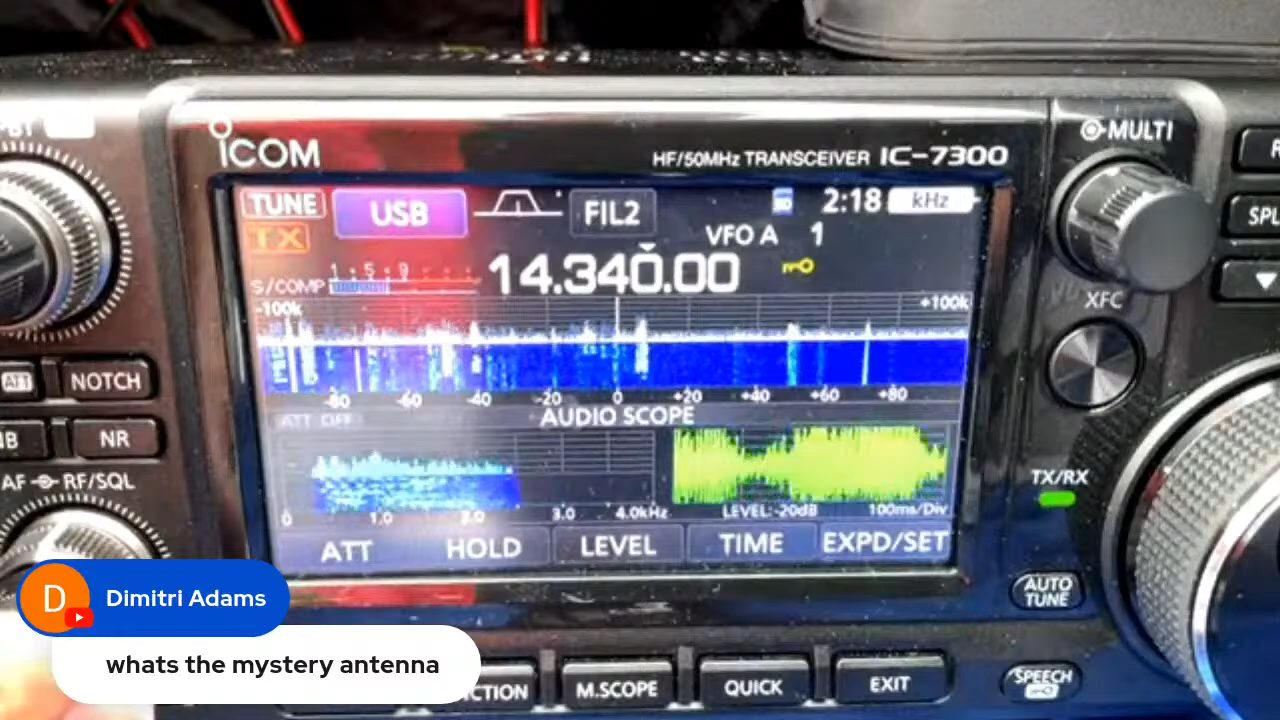 ICOM
HF/50MHz TRANSCEIVER IC-7300
MULTI
TUNE USB FIL2 2:18 kHz
TX VFO A 1
14.340.00
S/COMP 1 5 9
-100k +100k
XFC
-80 -60 -40 -20 0 +20 +40 +60 +80
ATT OFF AUDIO SCOPE
ATT NOTCH
NB NR
AF RF/SQL
TX/RX
0 1.0 2.0 3.0 4.0kHz LEVEL:-20dB 100ms/Div
ATT HOLD LEVEL TIME EXPD/SET
AUTO TUNE
D Dimitri Adams
whats the mystery antenna
M.SCOPE QUICK EXIT SPEECH